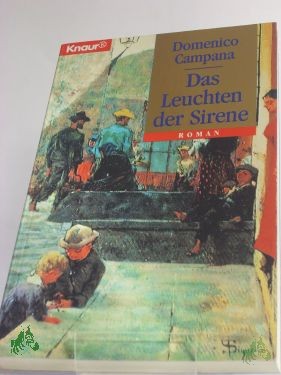 Knaur
Domenico
Campana
Das
Leuchten
der Sirene
ROMAN